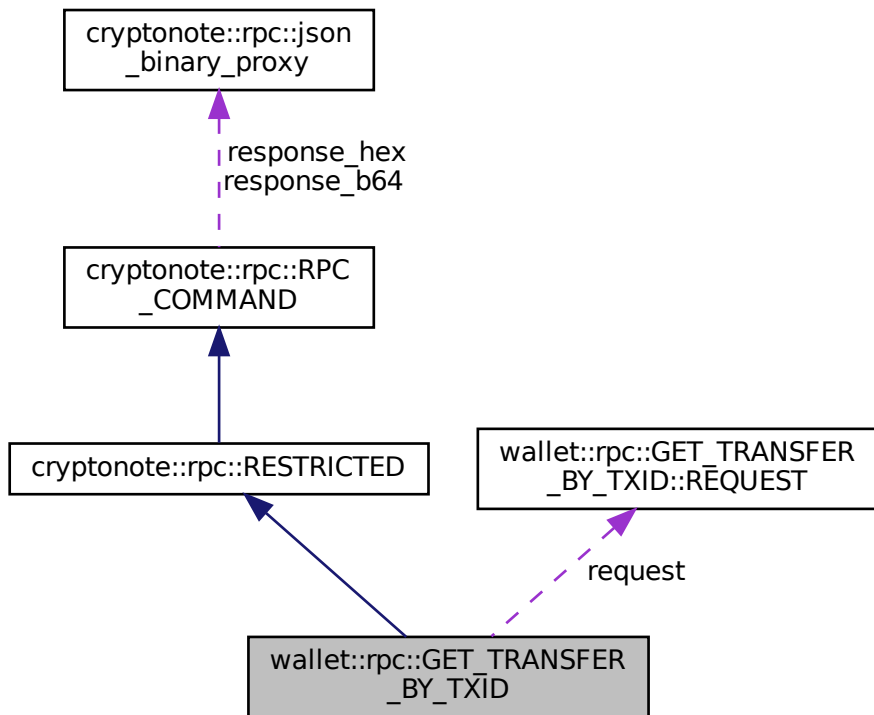 cryptonote::rpc::json
_binary_proxy
response_hex
response_b64
cryptonote::rpc::RPC
_COMMAND
cryptonote::rpc::RESTRICTED
wallet::rpc::GET_TRANSFER
_BY_TXID::REQUEST
request
wallet::rpc::GET_TRANSFER
_BY_TXID